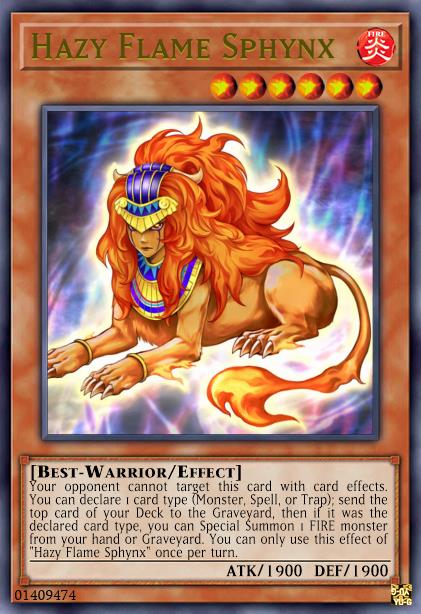 Hazy Flame Sphynx
FIRE
炎
[Best-Warrior/Effect]
Your opponent cannot target this card with card effects.
You can declare 1 card type (Monster, Spell, or Trap); send
the top card of your Deck to the Graveyard, then if it was the
declared card type, you can Special Summon 1 FIRE monster
from your hand or Graveyard. You can only use this effect of
"Hazy Flame Sphynx" once per turn.
ATK/1900 DEF/1900
01409474